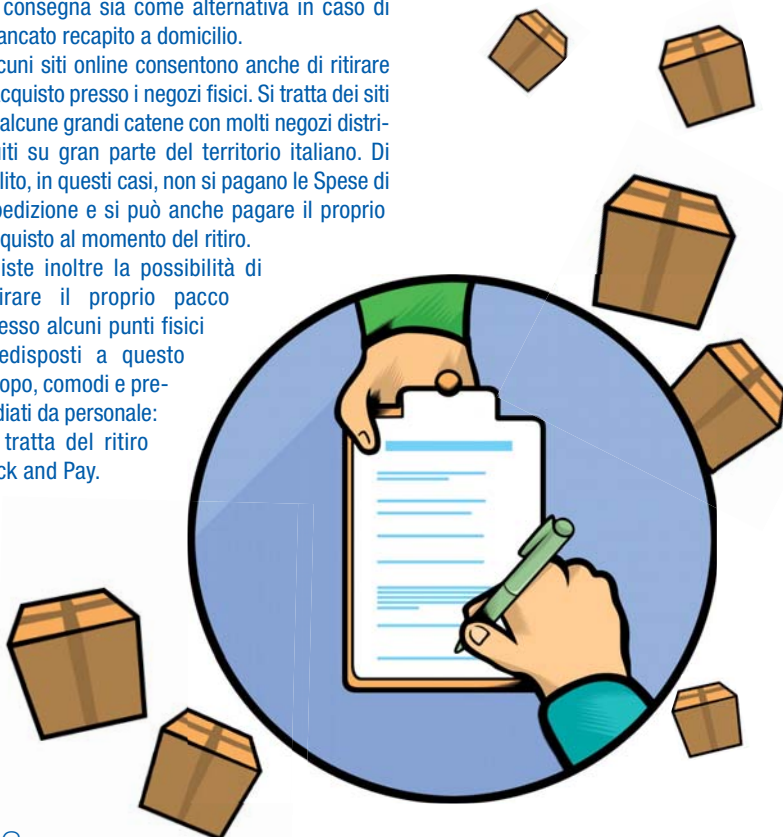 consegna sia come alternativa in caso di
ancato recapito a domicilio.
cuni siti online consentono anche di ritirare
cquisto presso i negozi fisici. Si tratta dei siti
alcune grandi catene con molti negozi distri-
iti su gran parte del territorio italiano. Di
lito, in questi casi, non si pagano le Spese di
pedizione e si può anche pagare il proprio
quisto al momento del ritiro.
iste inoltre la possibilità di
irare il proprio pacco
esso alcuni punti fisici
edisposti a questo
opo, comodi e pre-
diati da personale:
tratta del ritiro
ck and Pay.